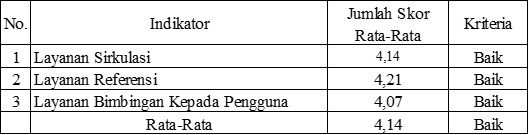 No. Indikator Jumlah Skor Rata-Rata Kriteria
1 Layanan Sirkulasi 4,14 Baik
2 Layanan Referensi 4,21 Baik
3 Layanan Bimbingan Kepada Pengguna 4,07 Baik
Rata-Rata 4,14 Baik